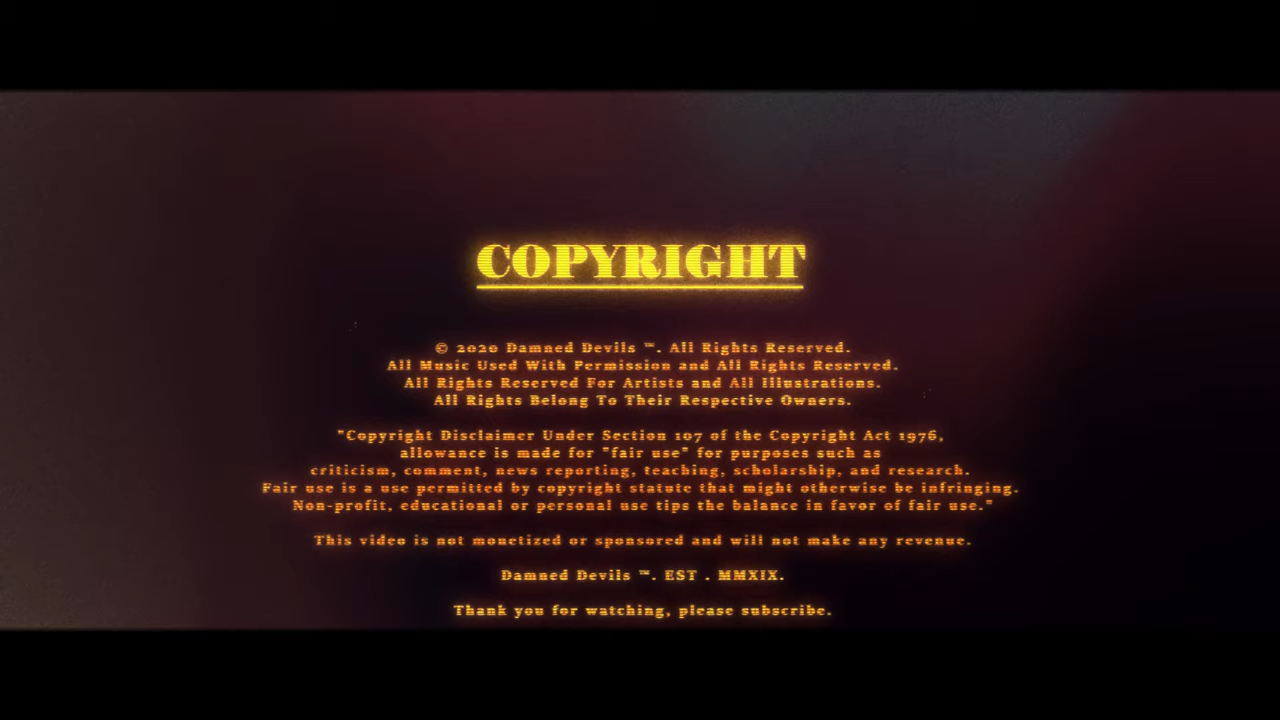 COPYRIGHT
© 2020 Damned Devils ™. All Rights Reserved.
All Music Used With Permission and All Rights Reserved.
All Rights Reserved For Artists and All Illustrations.
All Rights Belong To Their Respective Owners.
"Copyright Disclaimer Under Section 107 of the Copyright Act 1976,
allowance is made for "fair use" for purposes such as
criticism, comment, news reporting, teaching, scholarship, and research.
Fair use is a use permitted by copyright statute that might otherwise be infringing.
Non-profit, educational or personal use tips the balance in favor of fair use."
This video is not monetized or sponsored and will not make any revenue.
Damned Devils ™. EST . MMXIX.
Thank you for watching, please subscribe.